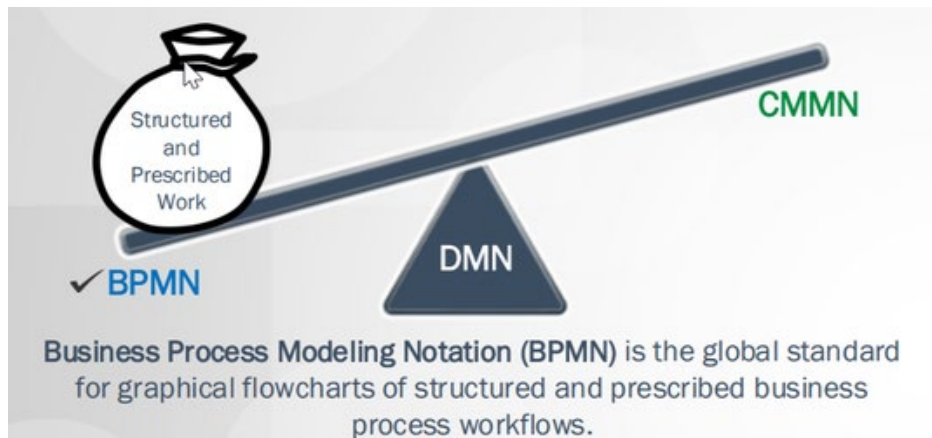 Structured
and
Prescribed
Work
CMMN
DMN
BPMN
Business Process Modeling Notation (BPMN) is the global standard
for graphical flowcharts of structured and prescribed business
process workflows.